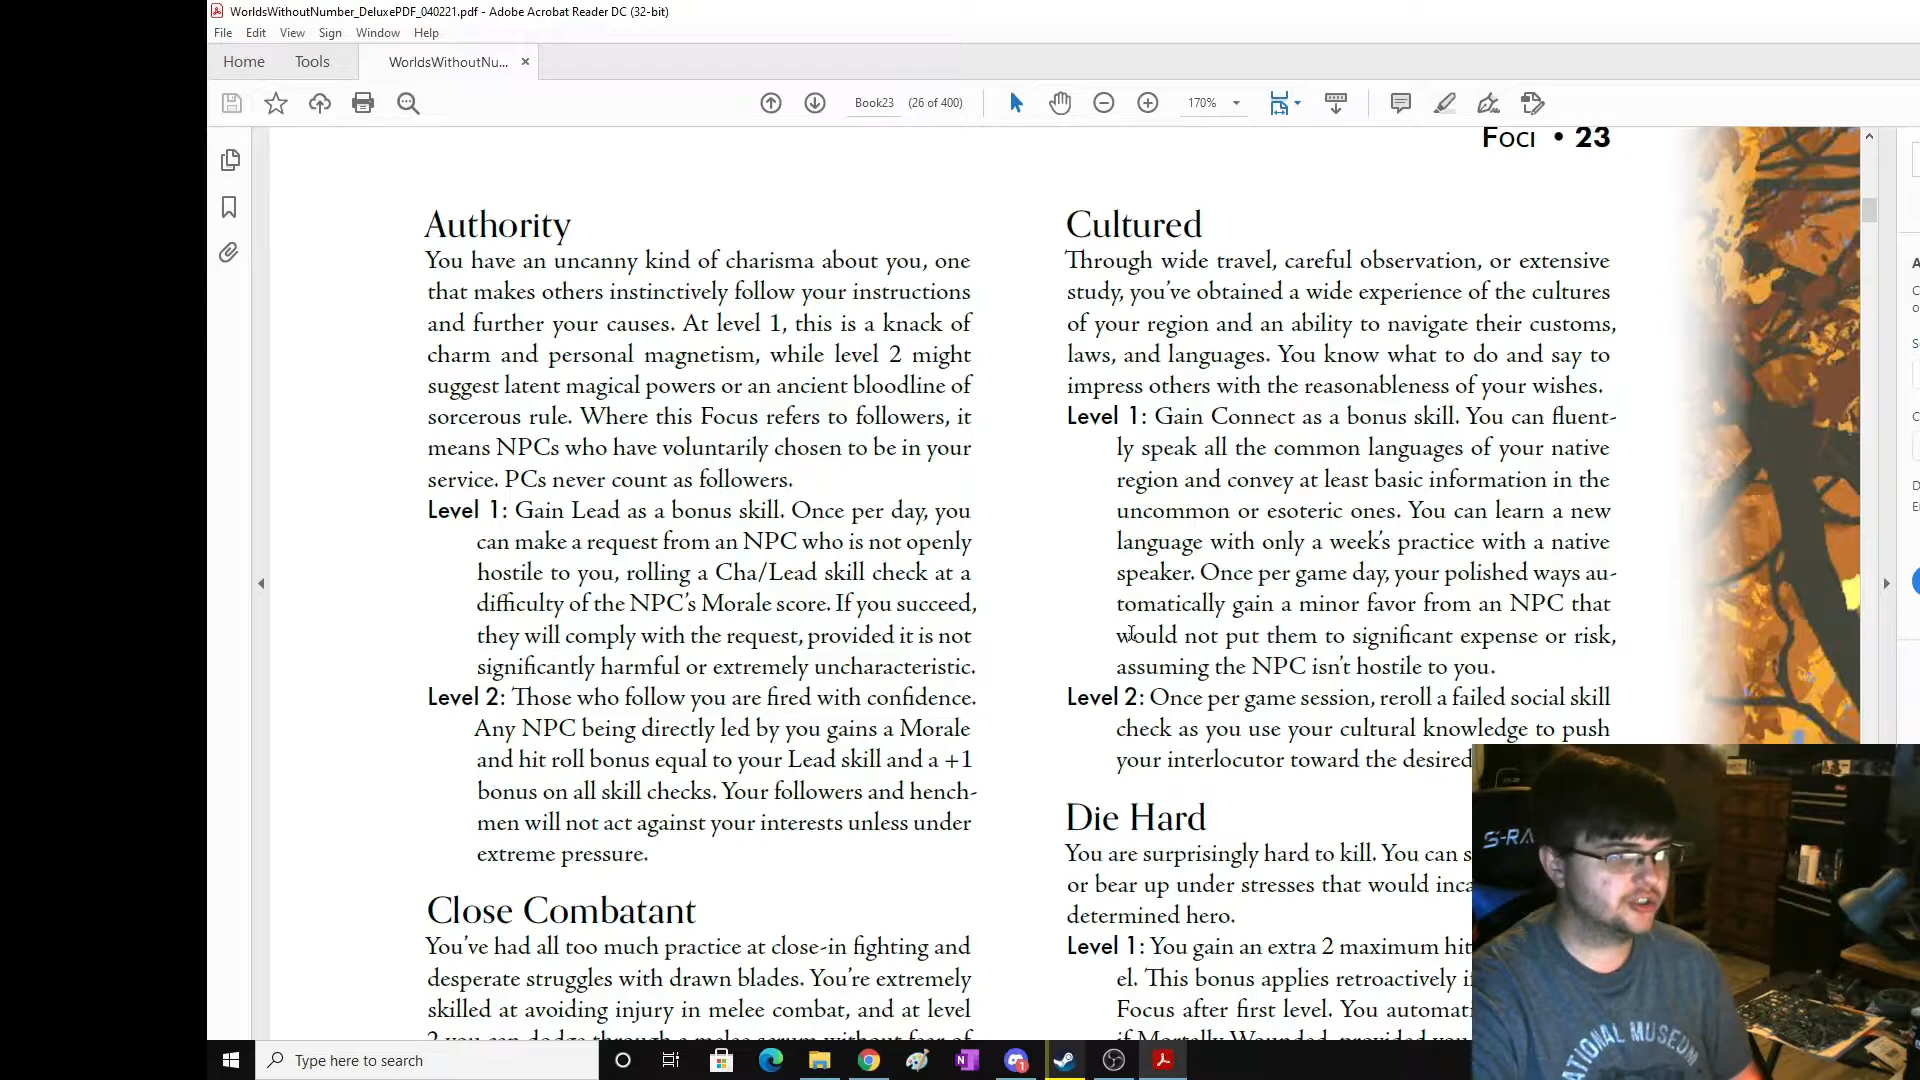 WorldsWithoutNumber_DeluxePDF_040221.pdf - Adobe Acrobat Reader DC (32-bit)
File Edit View Sign Window Help
Home Tools WorldsWithoutNu... ×
Book23 (26 of 400) 170%
Foci • 23
Authority
You have an uncanny kind of charisma about you, one
that makes others instinctively follow your instructions
and further your causes. At level 1, this is a knack of
charm and personal magnetism, while level 2 might
suggest latent magical powers or an ancient bloodline of
sorcerous rule. Where this Focus refers to followers, it
means NPCs who have voluntarily chosen to be in your
service. PCs never count as followers.
Level 1: Gain Lead as a bonus skill. Once per day, you
can make a request from an NPC who is not openly
hostile to you, rolling a Cha/Lead skill check at a
difficulty of the NPC's Morale score. If you succeed,
they will comply with the request, provided it is not
significantly harmful or extremely uncharacteristic.
Level 2: Those who follow you are fired with confidence.
Any NPC being directly led by you gains a Morale
and hit roll bonus equal to your Lead skill and a +1
bonus on all skill checks. Your followers and hench-
men will not act against your interests unless under
extreme pressure.
Close Combatant
You've had all too much practice at close-in fighting and
desperate struggles with drawn blades. You're extremely
skilled at avoiding injury in melee combat, and at level
2 you can dodge through a melee scrum without fear of
Cultured
Through wide travel, careful observation, or extensive
study, you've obtained a wide experience of the cultures
of your region and an ability to navigate their customs,
laws, and languages. You know what to do and say to
impress others with the reasonableness of your wishes.
Level 1: Gain Connect as a bonus skill. You can fluent-
ly speak all the common languages of your native
region and convey at least basic information in the
uncommon or esoteric ones. You can learn a new
language with only a week's practice with a native
speaker. Once per game day, your polished ways au-
tomatically gain a minor favor from an NPC that
would not put them to significant expense or risk,
assuming the NPC isn't hostile to you.
Level 2: Once per game session, reroll a failed social skill
check as you use your cultural knowledge to push
your interlocutor toward the desired
Die Hard
You are surprisingly hard to kill. You can s
or bear up under stresses that would inca
determined hero.
Level 1: You gain an extra 2 maximum hit
el. This bonus applies retroactively i
Focus after first level. You automati
if Mortally Wounded, provided you
S-RA
ATIONAL MUSEUM
Type here to search